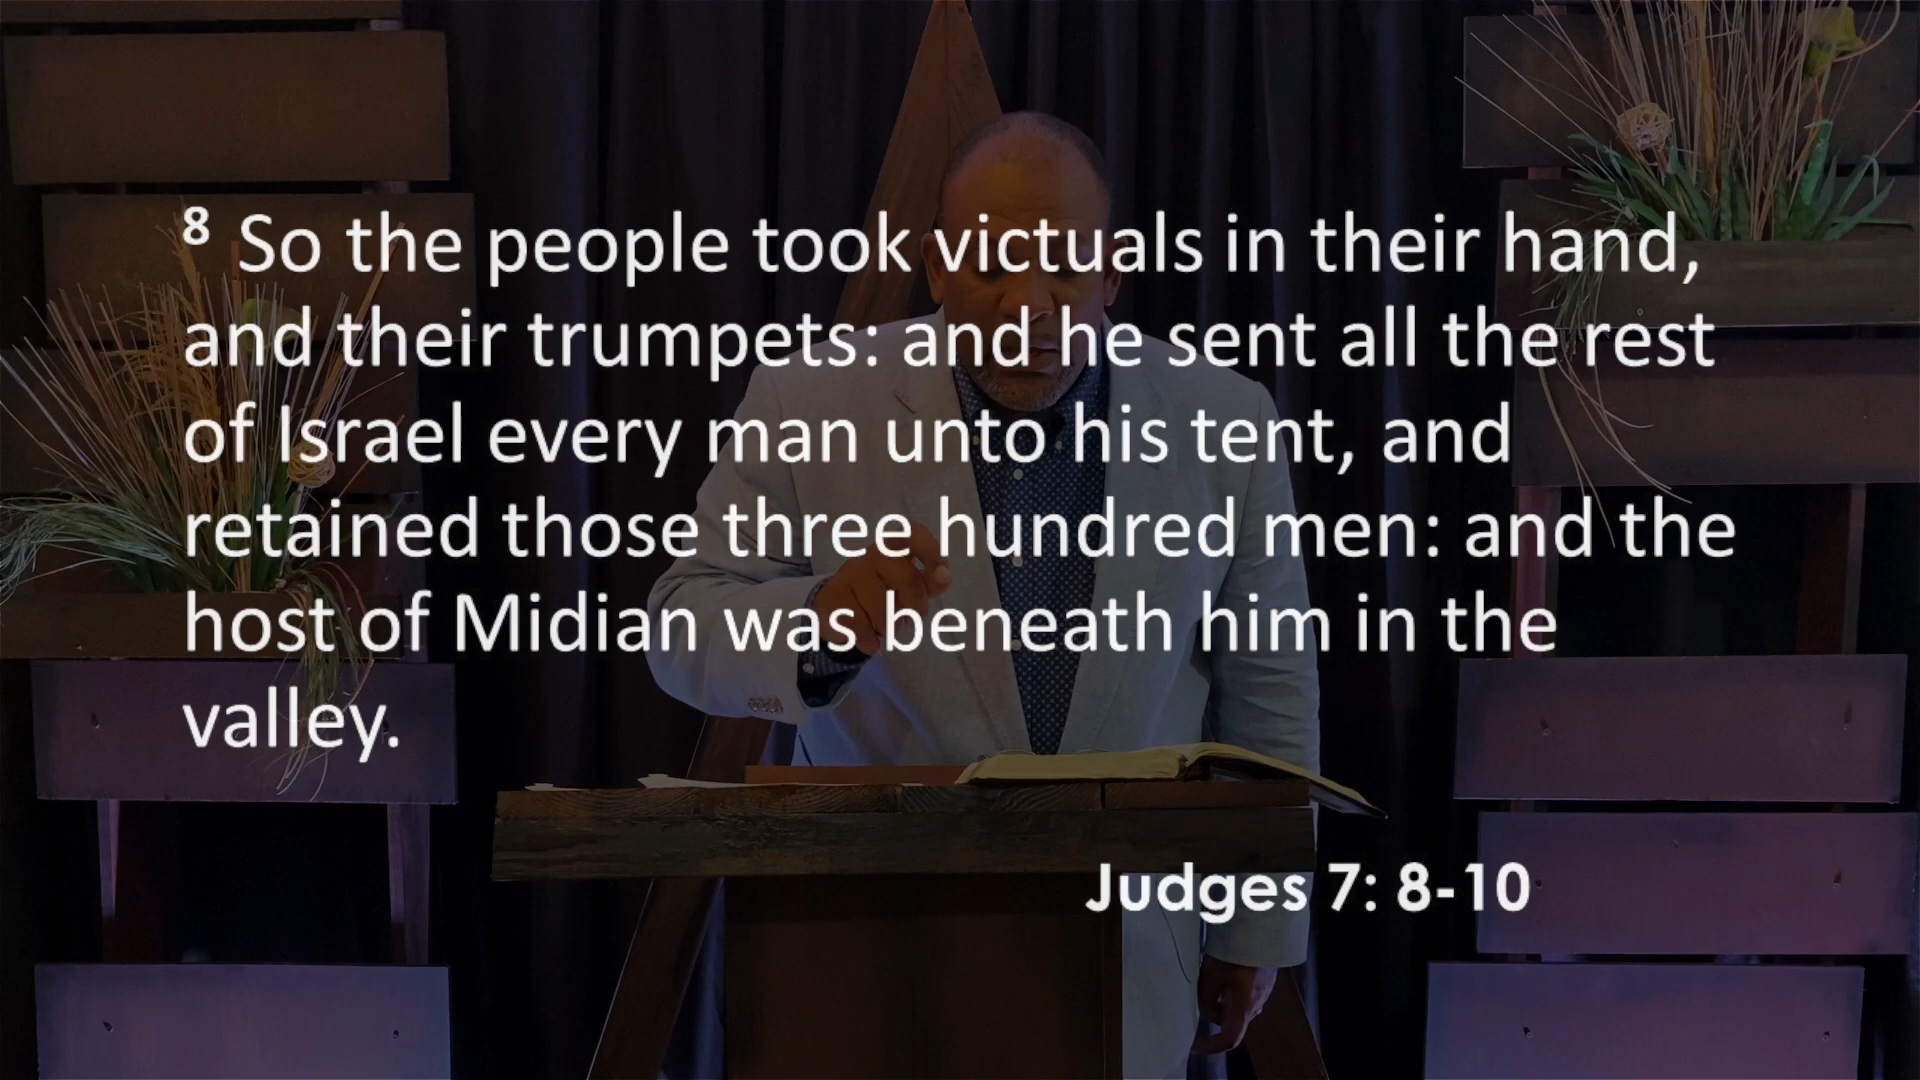 8 So the people took victuals in their hand,
and their trumpets: and he sent all the rest
of Israel every man unto his tent, and
retained those three hundred men: and the
host of Midian was beneath him in the
valley.
Judges 7: 8-10